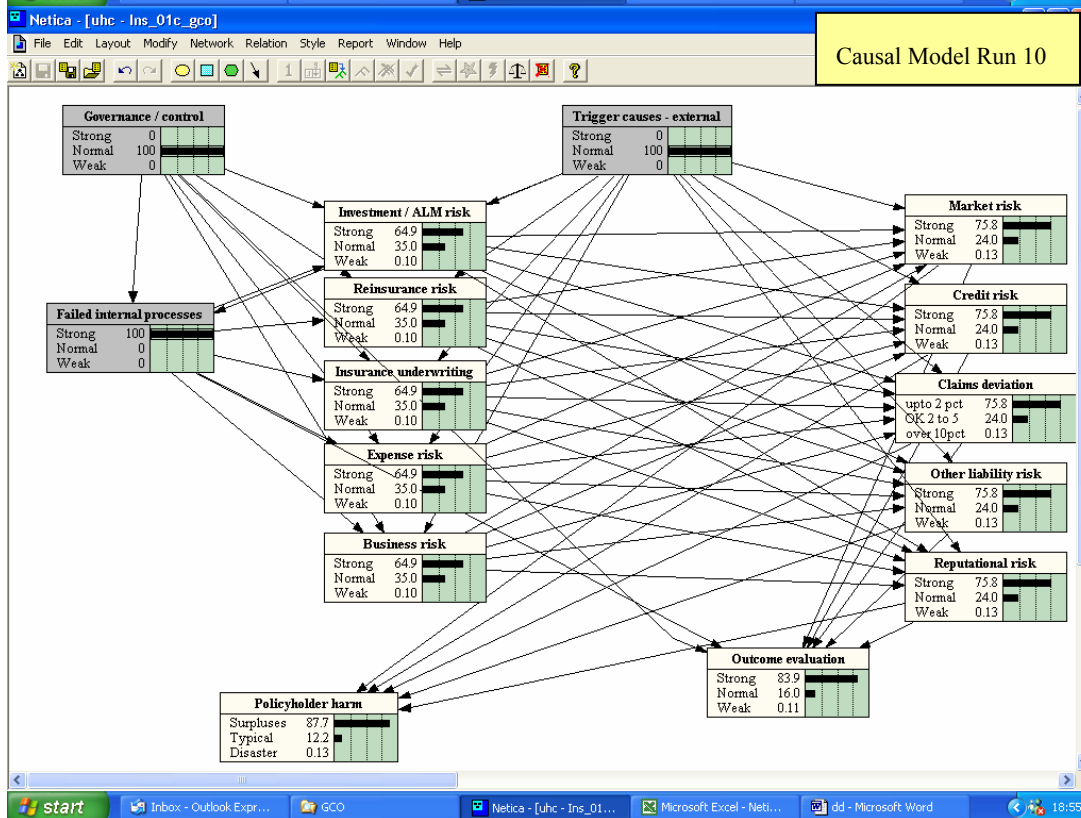 Netica - [uhc - Ins_01c_gco]
File Edit Layout Modify Network Relation Style Report Window Help
Causal Model Run 10
Governance / control
Strong 0
Normal 100
Weak 0
Trigger causes - external
Strong 0
Normal 100
Weak 0
Investment / ALM risk
Strong 64.9
Normal 35.0
Weak 0.10
Market risk
Strong 75.8
Normal 24.0
Weak 0.13
Reinsurance risk
Strong 64.9
Normal 35.0
Weak 0.10
Failed internal processes
Strong 100
Normal 0
Weak 0
Credit risk
Strong 75.8
Normal 24.0
Weak 0.13
Insurance underwriting
Strong 64.9
Normal 35.0
Weak 0.10
Claims deviation
upto 2 pct 75.8
OK 2 to 5 24.0
over 10pct 0.13
Expense risk
Strong 64.9
Normal 35.0
Weak 0.10
Other liability risk
Strong 75.8
Normal 24.0
Weak 0.13
Business risk
Strong 64.9
Normal 35.0
Weak 0.10
Reputational risk
Strong 75.8
Normal 24.0
Weak 0.13
Outcome evaluation
Strong 83.9
Normal 16.0
Weak 0.11
Policyholder harm
Surpluses 87.7
Typical 12.2
Disaster 0.13
start Inbox - Outlook Expr... GCO Netica - [uhc - Ins_01... Microsoft Excel - Neti... dd - Microsoft Word 18:55